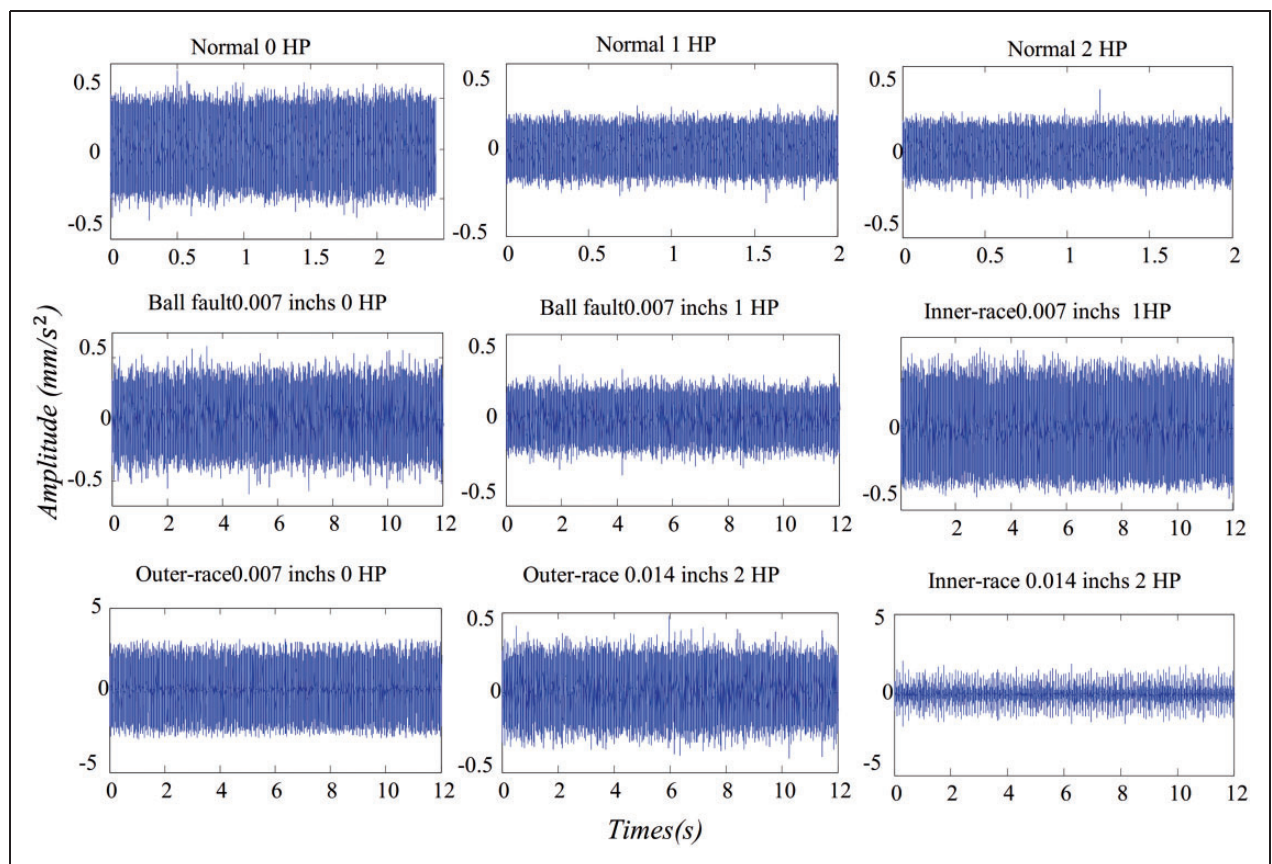 Normal 0 HP
0.5
0
-0.5
0 0.5 1 1.5 2
Normal 1 HP
0.5
0
-0.5
0 0.5 1 1.5 2
Normal 2 HP
0.5
0
-0.5
0 0.5 1 1.5 2
Amplitude (mm/s²)
Ball fault0.007 inchs 0 HP
0.5
0
-0.5
0 2 4 6 8 10 12
Ball fault0.007 inchs 1 HP
0.5
0
-0.5
0 2 4 6 8 10 12
Inner-race0.007 inchs 1HP
0.5
0
-0.5
2 4 6 8 10 12
Outer-race0.007 inchs 0 HP
5
0
-5
0 2 4 6 8 10 12
Outer-race 0.014 inchs 2 HP
0.5
0
-0.5
0 2 4 6 8 10 12
Inner-race 0.014 inchs 2 HP
5
0
-5
0 2 4 6 8 10 12
Times(s)